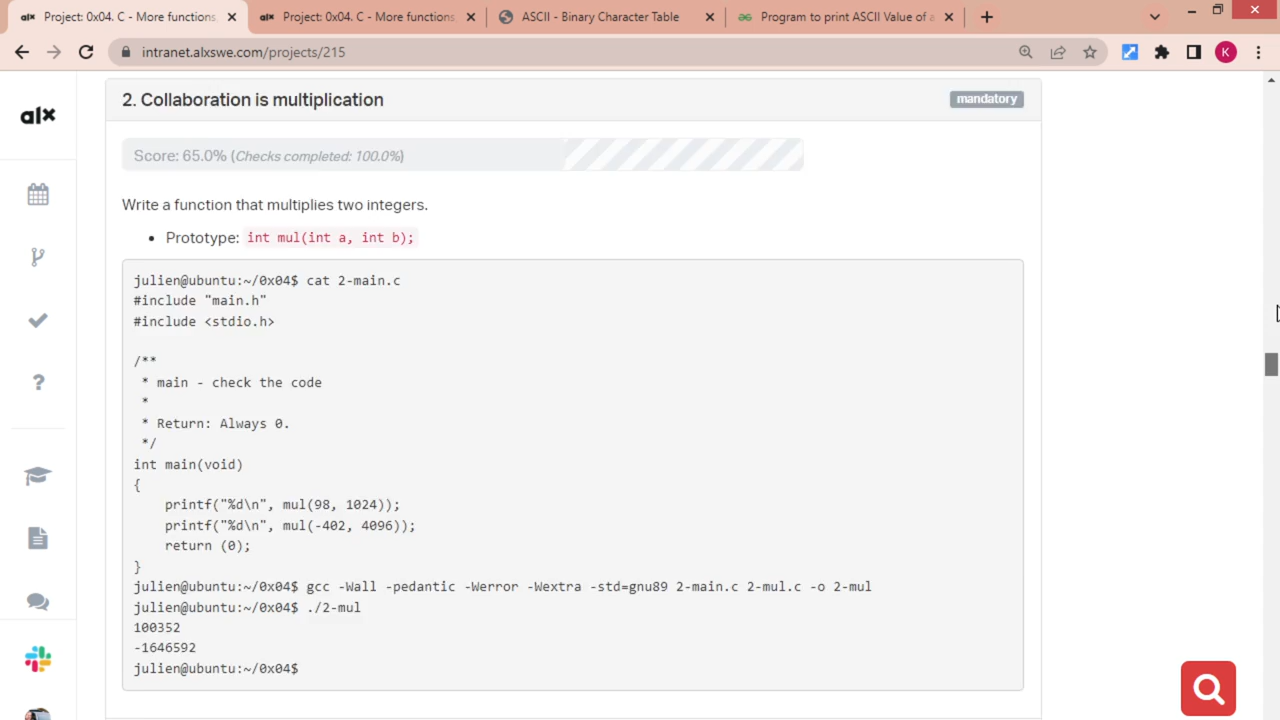 Project: 0x04. C - More functions,
Project: 0x04. C - More functions,
ASCII - Binary Character Table
Program to print ASCII Value of a
intranet.alxswe.com/projects/215
K
alx
2. Collaboration is multiplication
mandatory
Score: 65.0% (Checks completed: 100.0%)
Write a function that multiplies two integers.
• Prototype: int mul(int a, int b);
julien@ubuntu:~/0x04$ cat 2-main.c
#include "main.h"
#include <stdio.h>
/**
 * main - check the code
 *
 * Return: Always 0.
 */
int main(void)
{
    printf("%d\n", mul(98, 1024));
    printf("%d\n", mul(-402, 4096));
    return (0);
}
julien@ubuntu:~/0x04$ gcc -Wall -pedantic -Werror -Wextra -std=gnu89 2-main.c 2-mul.c -o 2-mul
julien@ubuntu:~/0x04$ ./2-mul
100352
-1646592
julien@ubuntu:~/0x04$